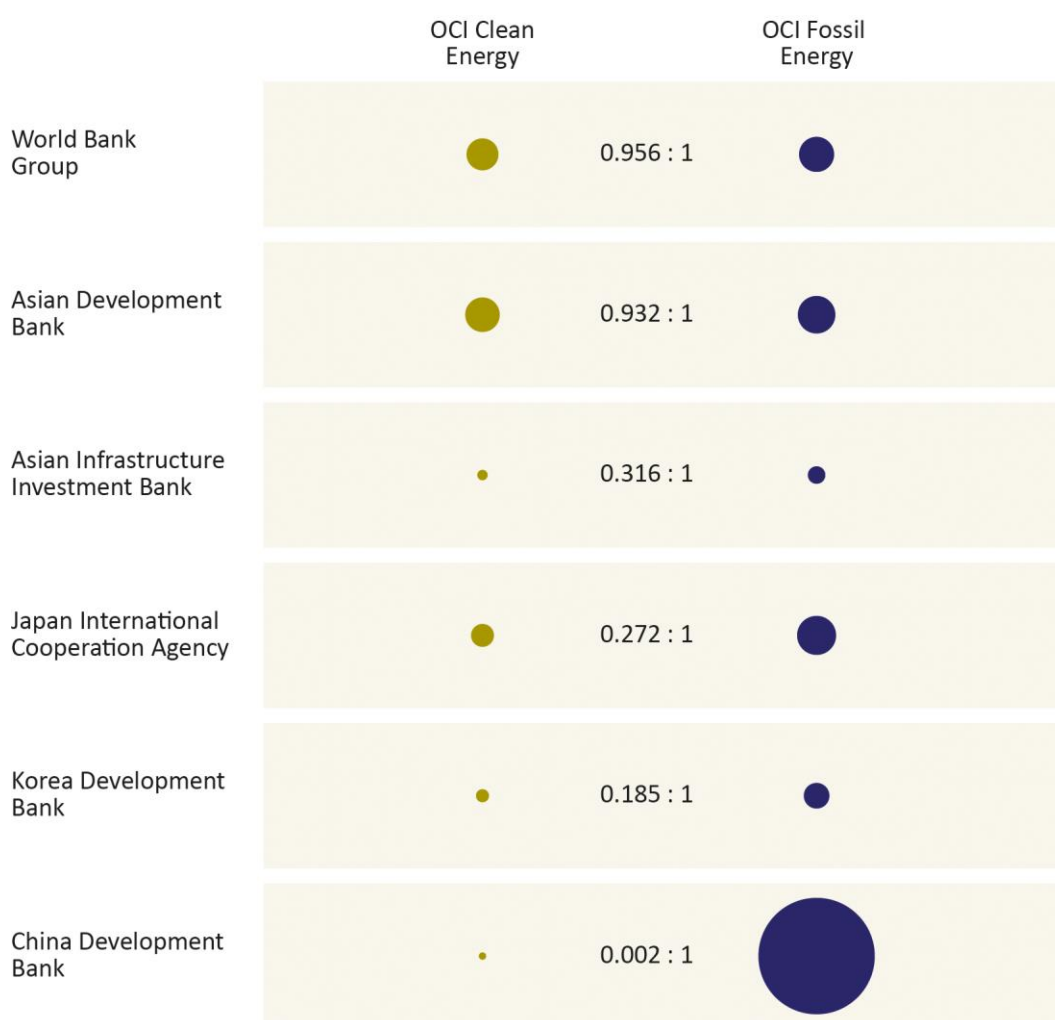 OCI Clean
Energy
OCI Fossil
Energy
World Bank
Group
0.956 : 1
Asian Development
Bank
0.932 : 1
Asian Infrastructure
Investment Bank
0.316 : 1
Japan International
Cooperation Agency
0.272 : 1
Korea Development
Bank
0.185 : 1
China Development
Bank
0.002 : 1